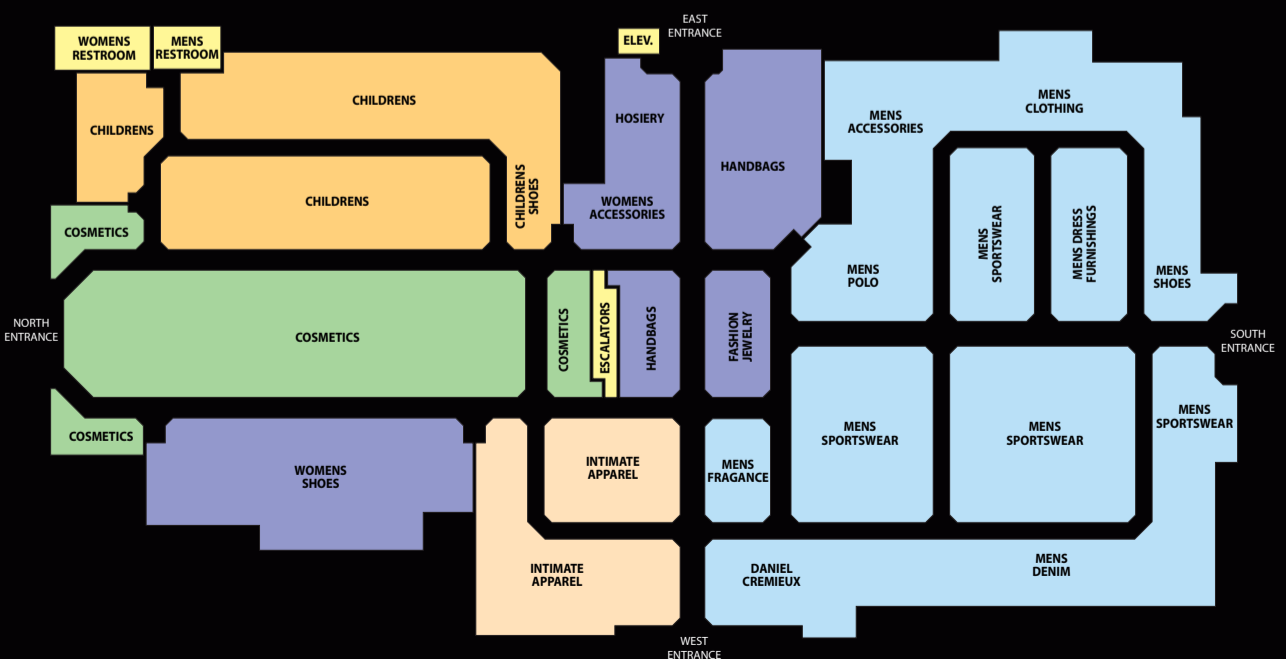 EAST
ENTRANCE
WOMENS
RESTROOM
MENS
RESTROOM
ELEV.
CHILDRENS
CHILDRENS
CHILDRENS
CHILDRENS
SHOES
HOSIERY
WOMENS
ACCESSORIES
HANDBAGS
MENS
ACCESSORIES
MENS
CLOTHING
MENS
SPORTSWEAR
MENS DRESS
FURNISHINGS
MENS
POLO
MENS
SHOES
COSMETICS
NORTH
ENTRANCE
COSMETICS
COSMETICS
ESCALATORS
HANDBAGS
FASHION
JEWELRY
SOUTH
ENTRANCE
COSMETICS
WOMENS
SHOES
INTIMATE
APPAREL
MENS
FRAGANCE
MENS
SPORTSWEAR
MENS
SPORTSWEAR
MENS
SPORTSWEAR
INTIMATE
APPAREL
DANIEL
CREMIEUX
MENS
DENIM
WEST
ENTRANCE